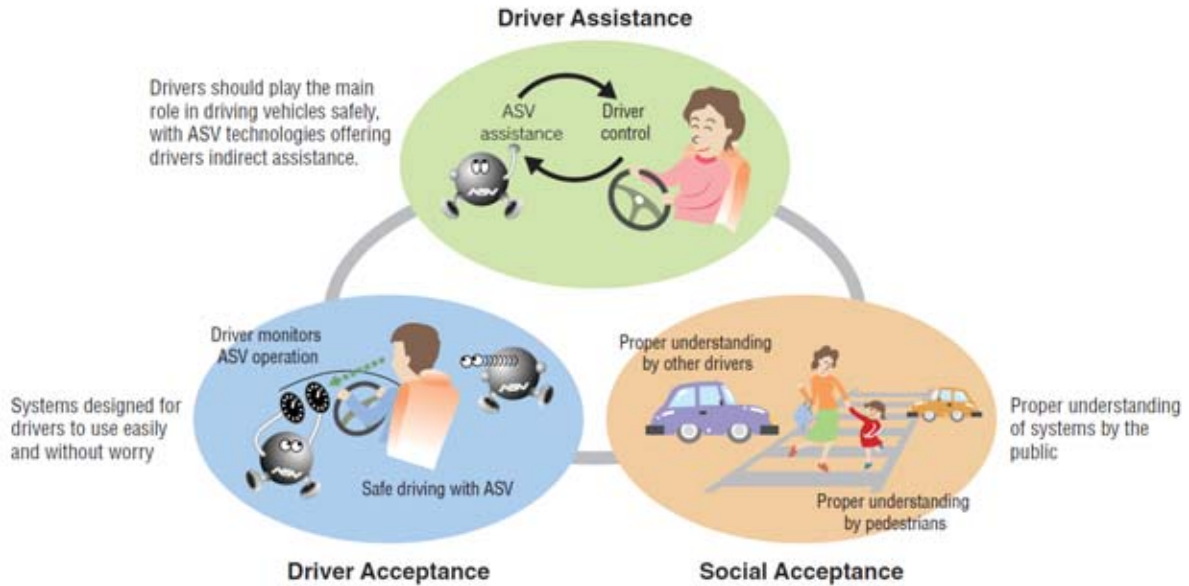 Driver Assistance
Drivers should play the main
role in driving vehicles safely,
with ASV technologies offering
drivers indirect assistance.
ASV
assistance
Driver
control
ASV
Driver monitors
ASV operation
ASV
ASV
Safe driving with ASV
Systems designed for
drivers to use easily
and without worry
Driver Acceptance
Proper understanding
by other drivers
Proper understanding
by pedestrians
Proper understanding
of systems by the
public
Social Acceptance